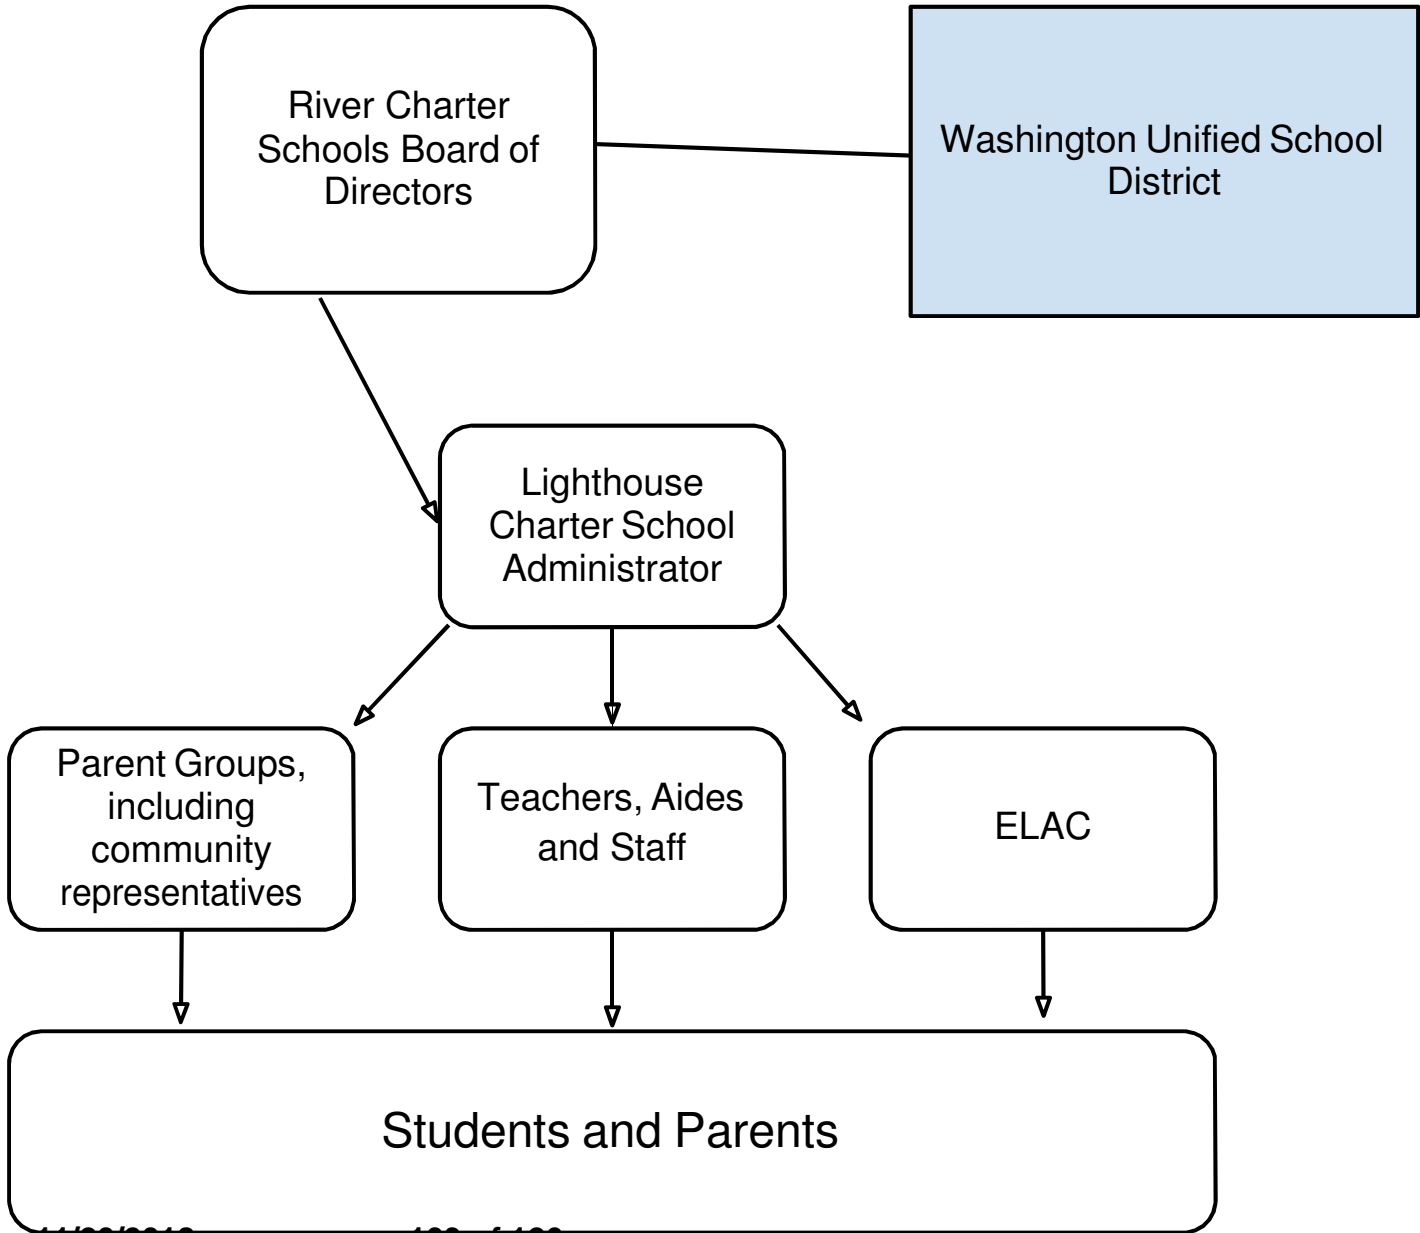 River Charter
Schools Board of
Directors
Washington Unified School
District
Lighthouse
Charter School
Administrator
Parent Groups,
including
community
representatives
Teachers, Aides
and Staff
ELAC
Students and Parents